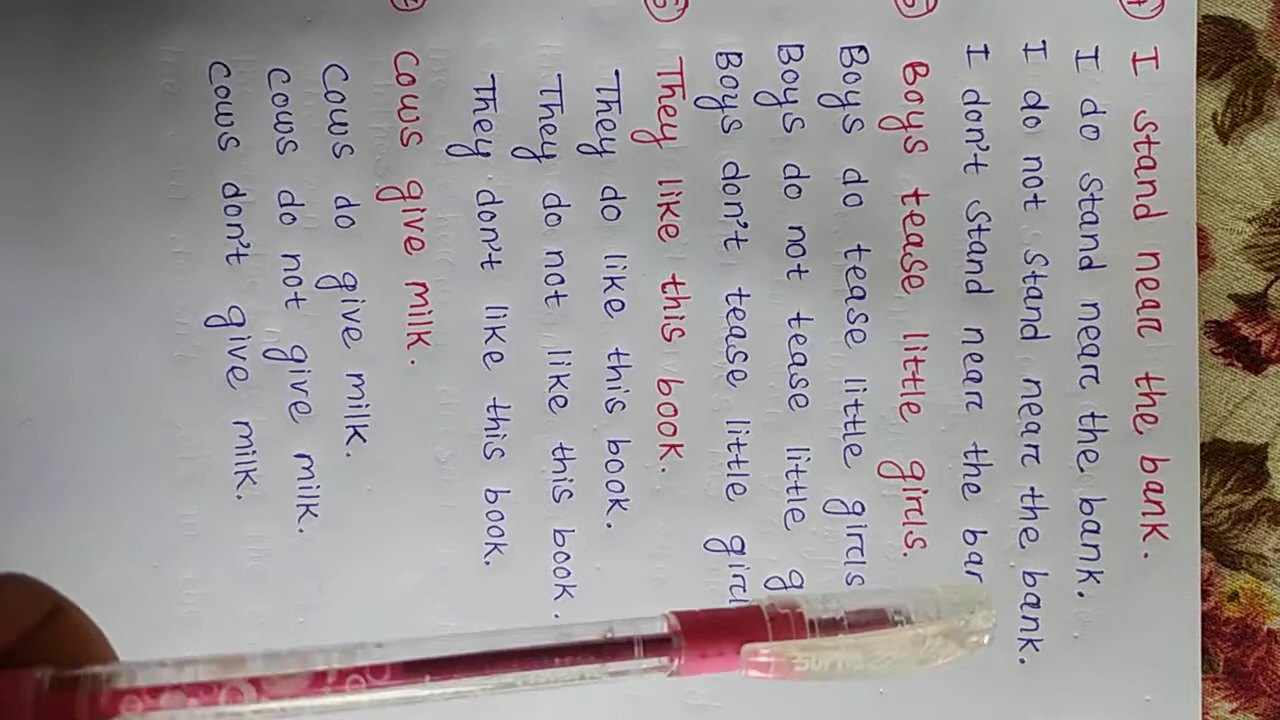 I stand near the bank.
I do stand near the bank.
I do not stand near the bank.
I don't stand near the
5 Boys tease little girls.
Boys do tease little girls
Boys do not tease little
Boys don't tease little girl
They like this book.
They do like this book.
They do not like this book.
They don't like this book.
Cows give milk.
Cows do give milk.
Cows do not give milk.
Cows don't give milk.